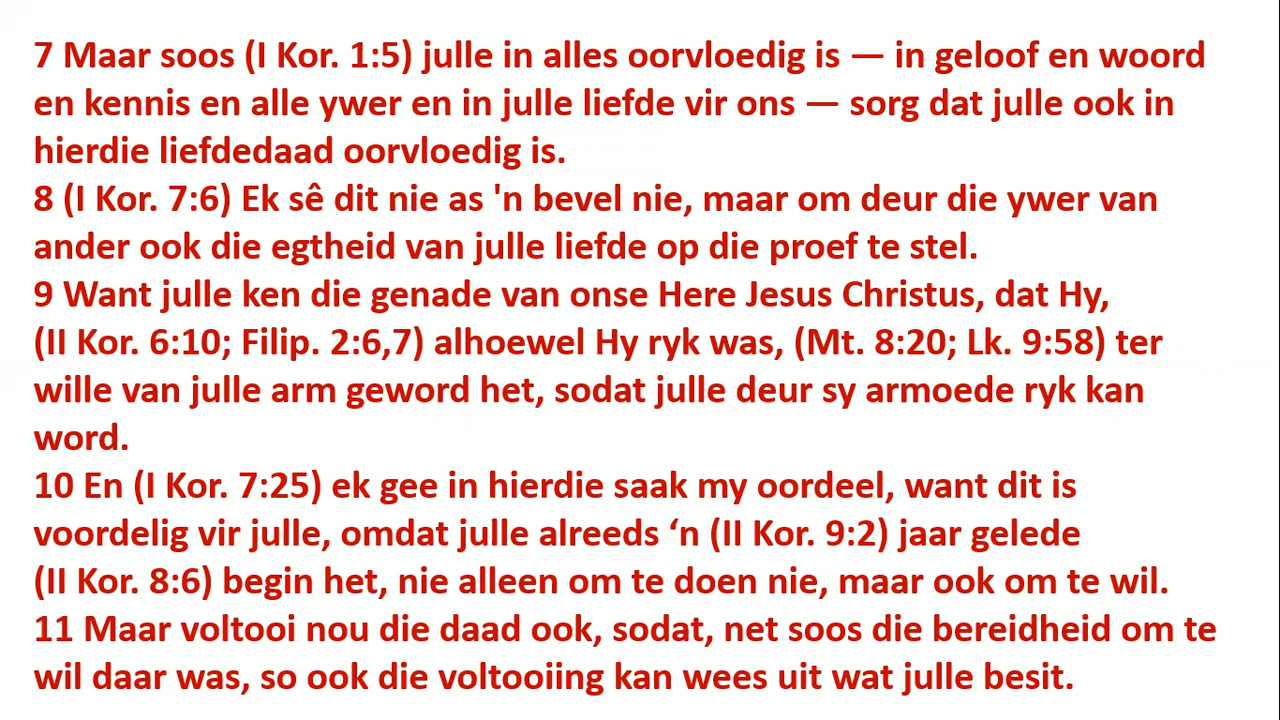 7 Maar soos (I Kor. 1:5) julle in alles oorvloedig is — in geloof en woord
en kennis en alle ywer en in julle liefde vir ons — sorg dat julle ook in
hierdie liefdedaad oorvloedig is.
8 (I Kor. 7:6) Ek sê dit nie as 'n bevel nie, maar om deur die ywer van
ander ook die egtheid van julle liefde op die proef te stel.
9 Want julle ken die genade van onse Here Jesus Christus, dat Hy,
(II Kor. 6:10; Filip. 2:6,7) alhoewel Hy ryk was, (Mt. 8:20; Lk. 9:58) ter
wille van julle arm geword het, sodat julle deur sy armoede ryk kan
word.
10 En (I Kor. 7:25) ek gee in hierdie saak my oordeel, want dit is
voordelig vir julle, omdat julle alreeds ‘n (II Kor. 9:2) jaar gelede
(II Kor. 8:6) begin het, nie alleen om te doen nie, maar ook om te wil.
11 Maar voltooi nou die daad ook, sodat, net soos die bereidheid om te
wil daar was, so ook die voltooiing kan wees uit wat julle besit.